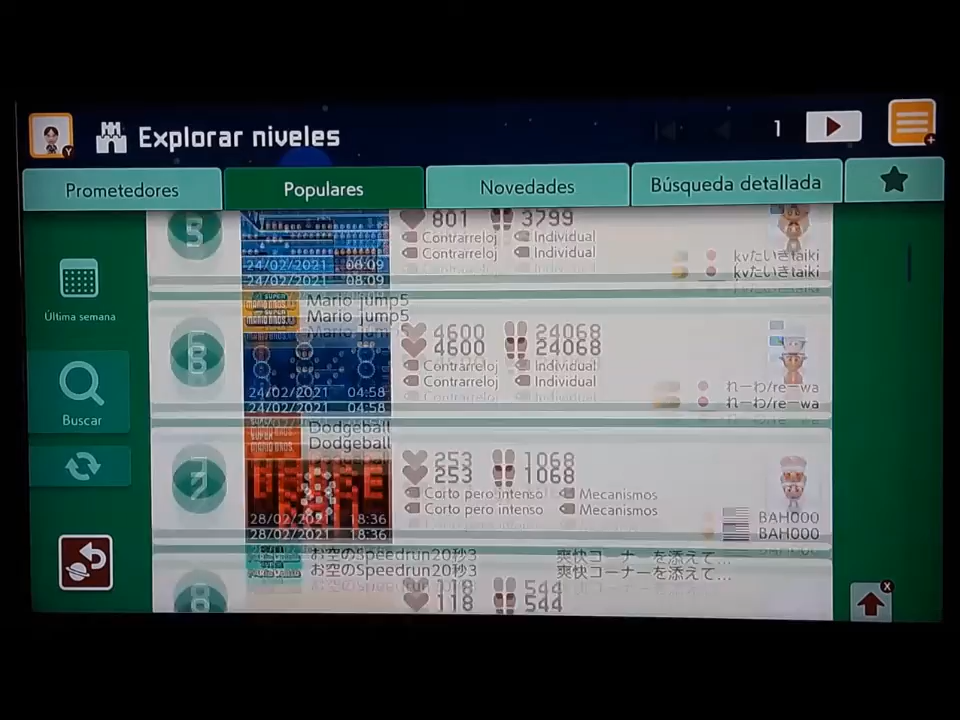 Explorar niveles
1
Y
+
Prometedores
Populares
Novedades
Búsqueda detallada
Última semana
Buscar
X
5
801 3799
Contrarreloj Individual
24/02/2021 08:09
kvたいきtaiki
6
Mario jump5
4600 24068
Contrarreloj Individual
24/02/2021 04:58
れーわ/re-wa
7
Dodgeball
253 1068
Corto pero intenso Mecanismos
28/02/2021 18:36
BAH000
8
お空のSpeedrun20秒3 爽快コーナーを添えて...
118 544